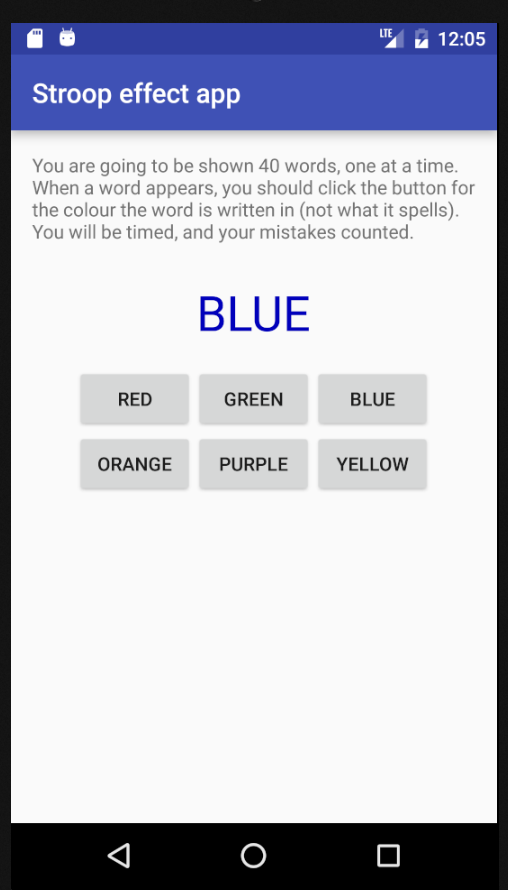 LTE 12:05
Stroop effect app
You are going to be shown 40 words, one at a time.
When a word appears, you should click the button for
the colour the word is written in (not what it spells).
You will be timed, and your mistakes counted.
BLUE
RED GREEN BLUE
ORANGE PURPLE YELLOW